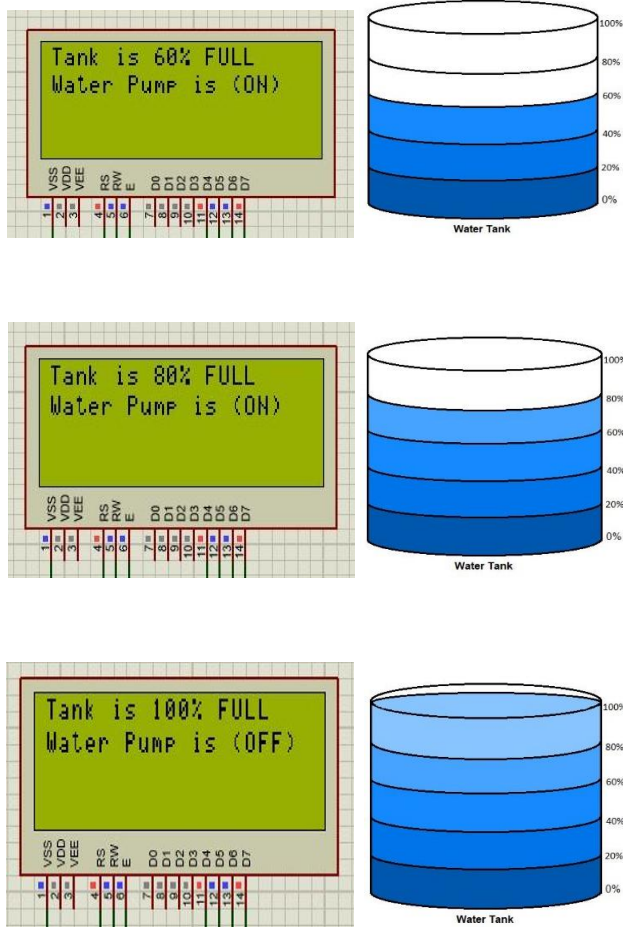 Tank is 60% FULL
Water Pump is (ON)
VSS
VDD
VEE
RS
RW
E
D0
D1
D2
D3
D4
D5
D6
D7
1
2
3
4
5
6
7
8
9
10
11
12
13
14
100%
80%
60%
40%
20%
0%
Water Tank
Tank is 80% FULL
Water Pump is (ON)
VSS
VDD
VEE
RS
RW
E
D0
D1
D2
D3
D4
D5
D6
D7
1
2
3
4
5
6
7
8
9
10
11
12
13
14
100%
80%
60%
40%
20%
0%
Water Tank
Tank is 100% FULL
Water Pump is (OFF)
VSS
VDD
VEE
RS
RW
E
D0
D1
D2
D3
D4
D5
D6
D7
1
2
3
4
5
6
7
8
9
10
11
12
13
14
100%
80%
60%
40%
20%
0%
Water Tank